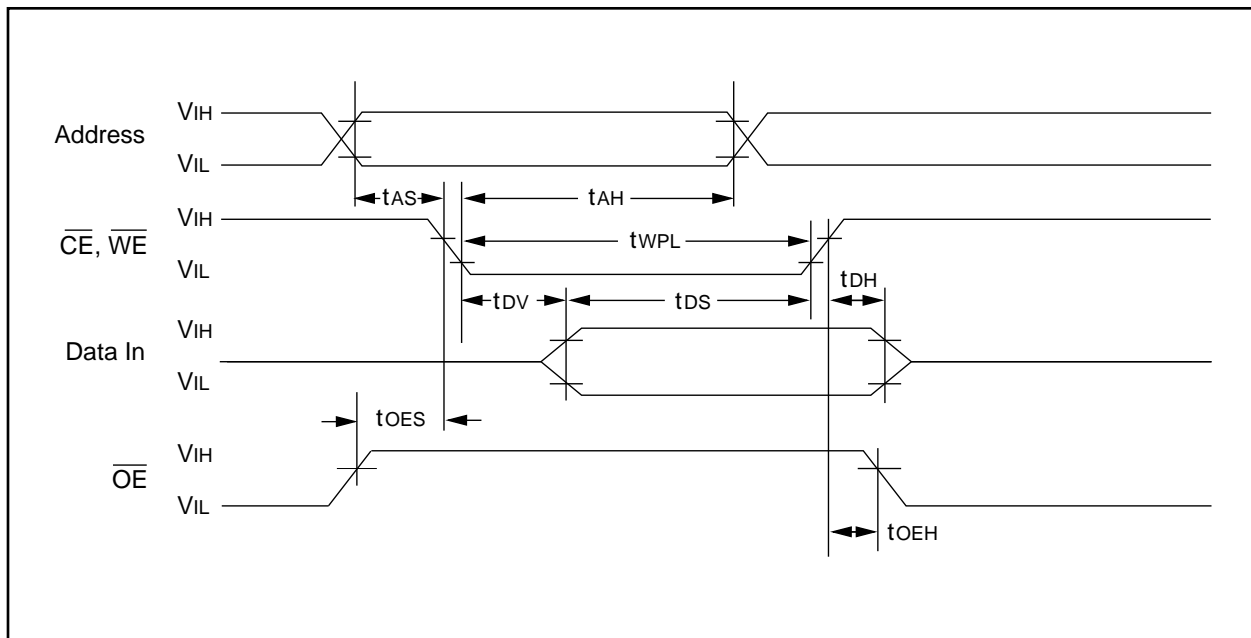 VIH
Address
VIL
tAS
tAH
VIH
CE, WE
tWPL
VIL
tDH
tDV
tDS
VIH
Data In
VIL
tOES
VIH
OE
VIL
tOEH